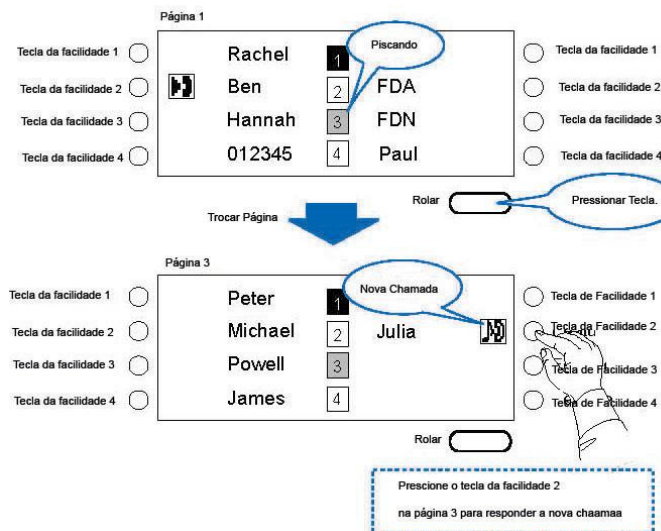 Página 1
Tecla da facilidade 1 Rachel 1 Piscando Tecla da facilidade 1
Tecla da facilidade 2 Ben 2 FDA Tecla da facilidade 2
Tecla da facilidade 3 Hannah 3 FDN Tecla da facilidade 3
Tecla da facilidade 4 012345 4 Paul Tecla da facilidade 4
Rolar Pressionar Tecla.
Trocar Página
Página 3
Tecla da facilidade 1 Peter 1 Nova Chamada Tecla de Facilidade 1
Tecla da facilidade 2 Michael 2 Julia Tecla da Facilidade 2
Tecla da facilidade 3 Powell 3 Tecla de Facilidade 3
Tecla da facilidade 4 James 4 Tecla de Facilidade 4
Rolar
Prescione o tecla da facilidade 2
na página 3 para responder a nova chaamaa